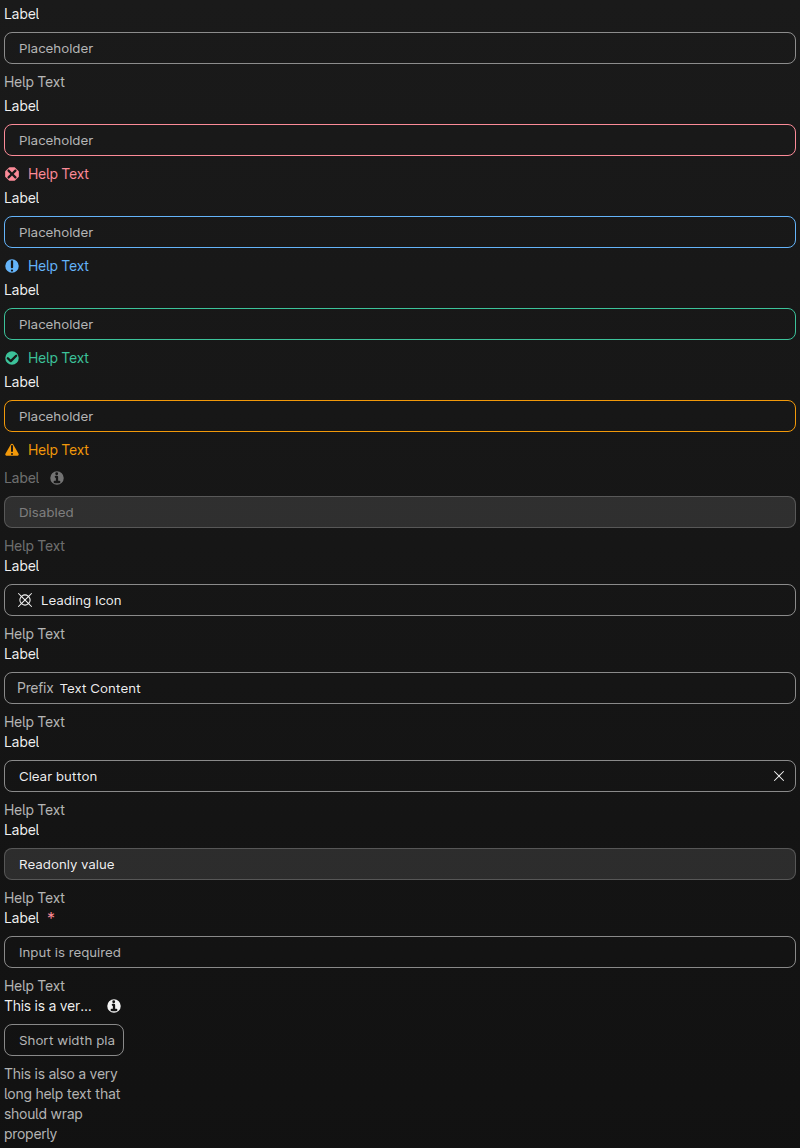 Label
Placeholder
Help Text
Label
Placeholder
Help Text
Label
Placeholder
Help Text
Label
Placeholder
Help Text
Label
Placeholder
Help Text
Label
Disabled
Help Text
Label
Leading Icon
Help Text
Label
Prefix Text Content
Help Text
Label
Clear button
Help Text
Label
Readonly value
Help Text
Label *
Input is required
Help Text
This is a ver...
Short width pla
This is also a very
long help text that
should wrap
properly